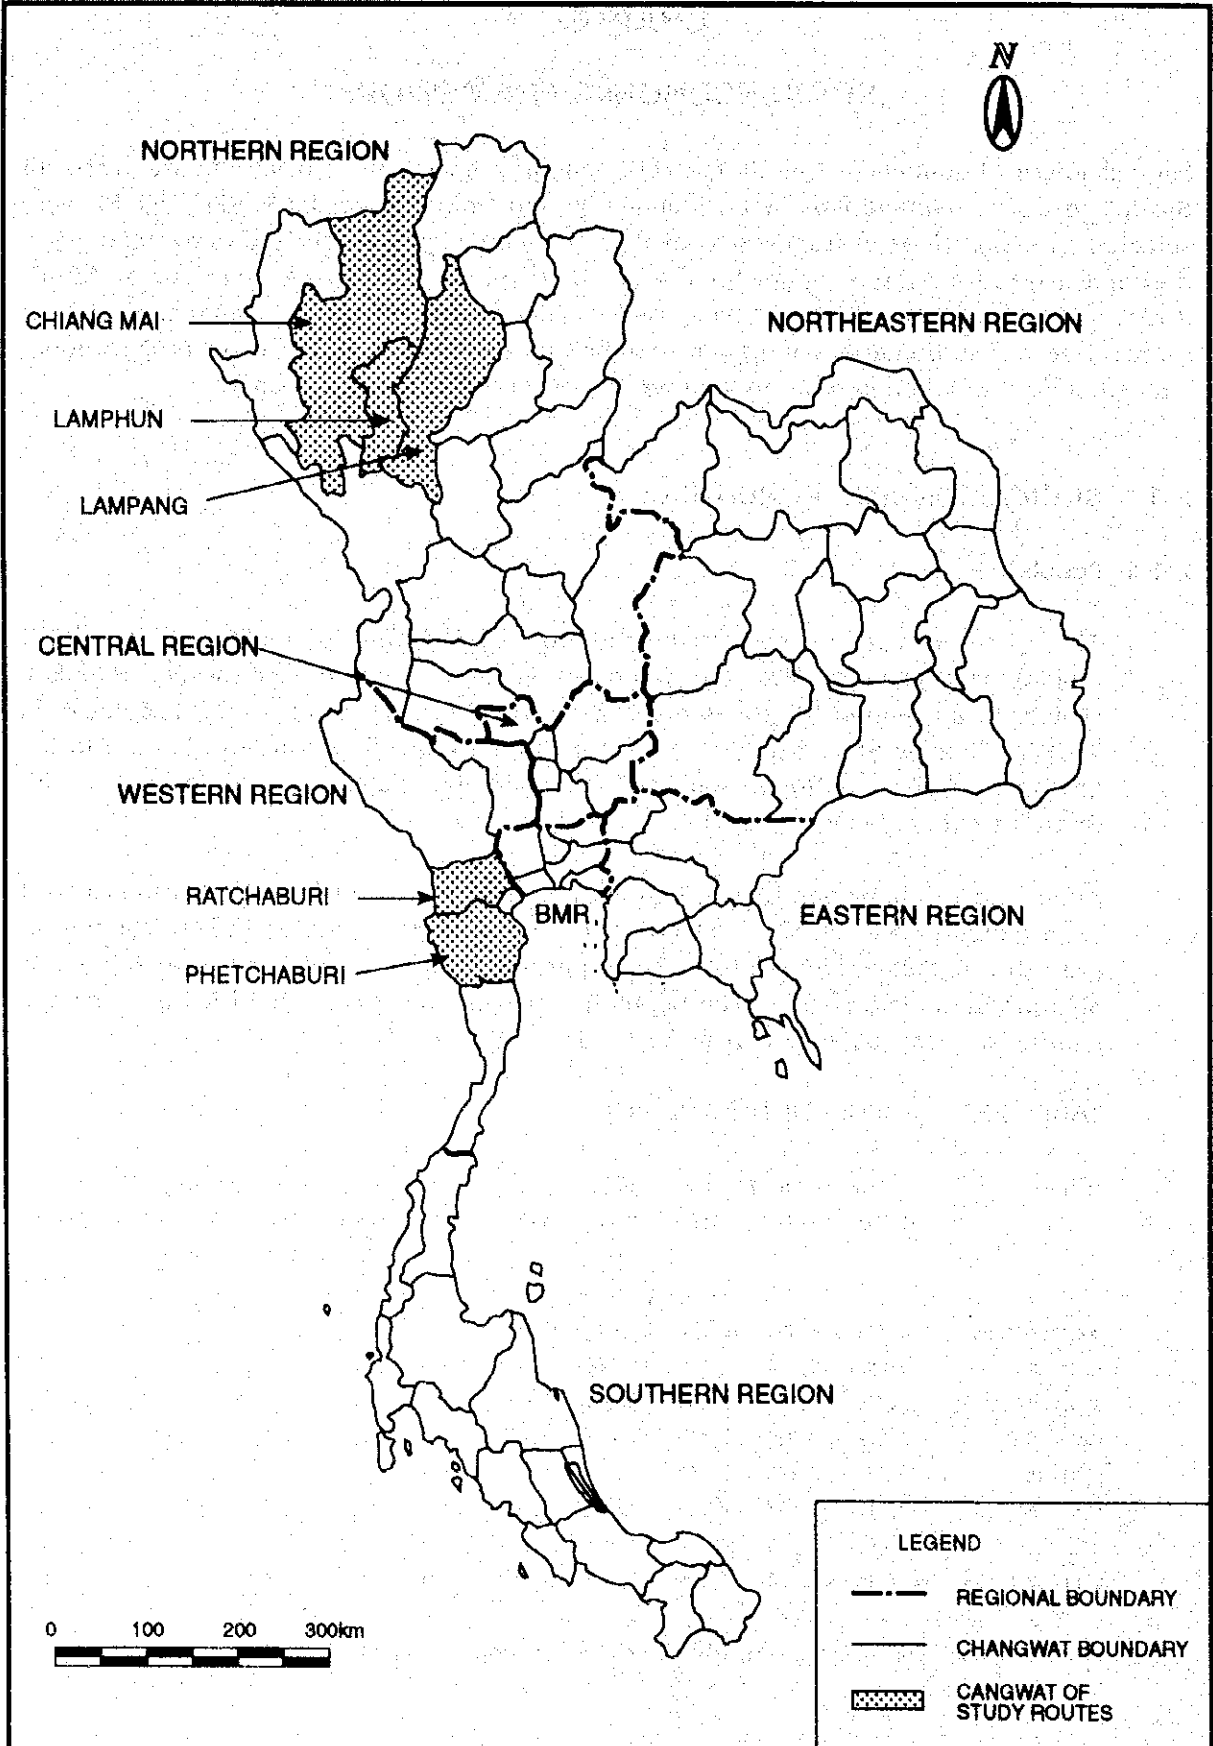 N
NORTHERN REGION
CHIANG MAI
NORTHEASTERN REGION
LAMPHUN
LAMPANG
CENTRAL REGION
WESTERN REGION
RATCHABURI
BMR
EASTERN REGION
PHETCHABURI
SOUTHERN REGION
LEGEND
REGIONAL BOUNDARY
CHANGWAT BOUNDARY
CANGWAT OF
STUDY ROUTES
0 100 200 300km